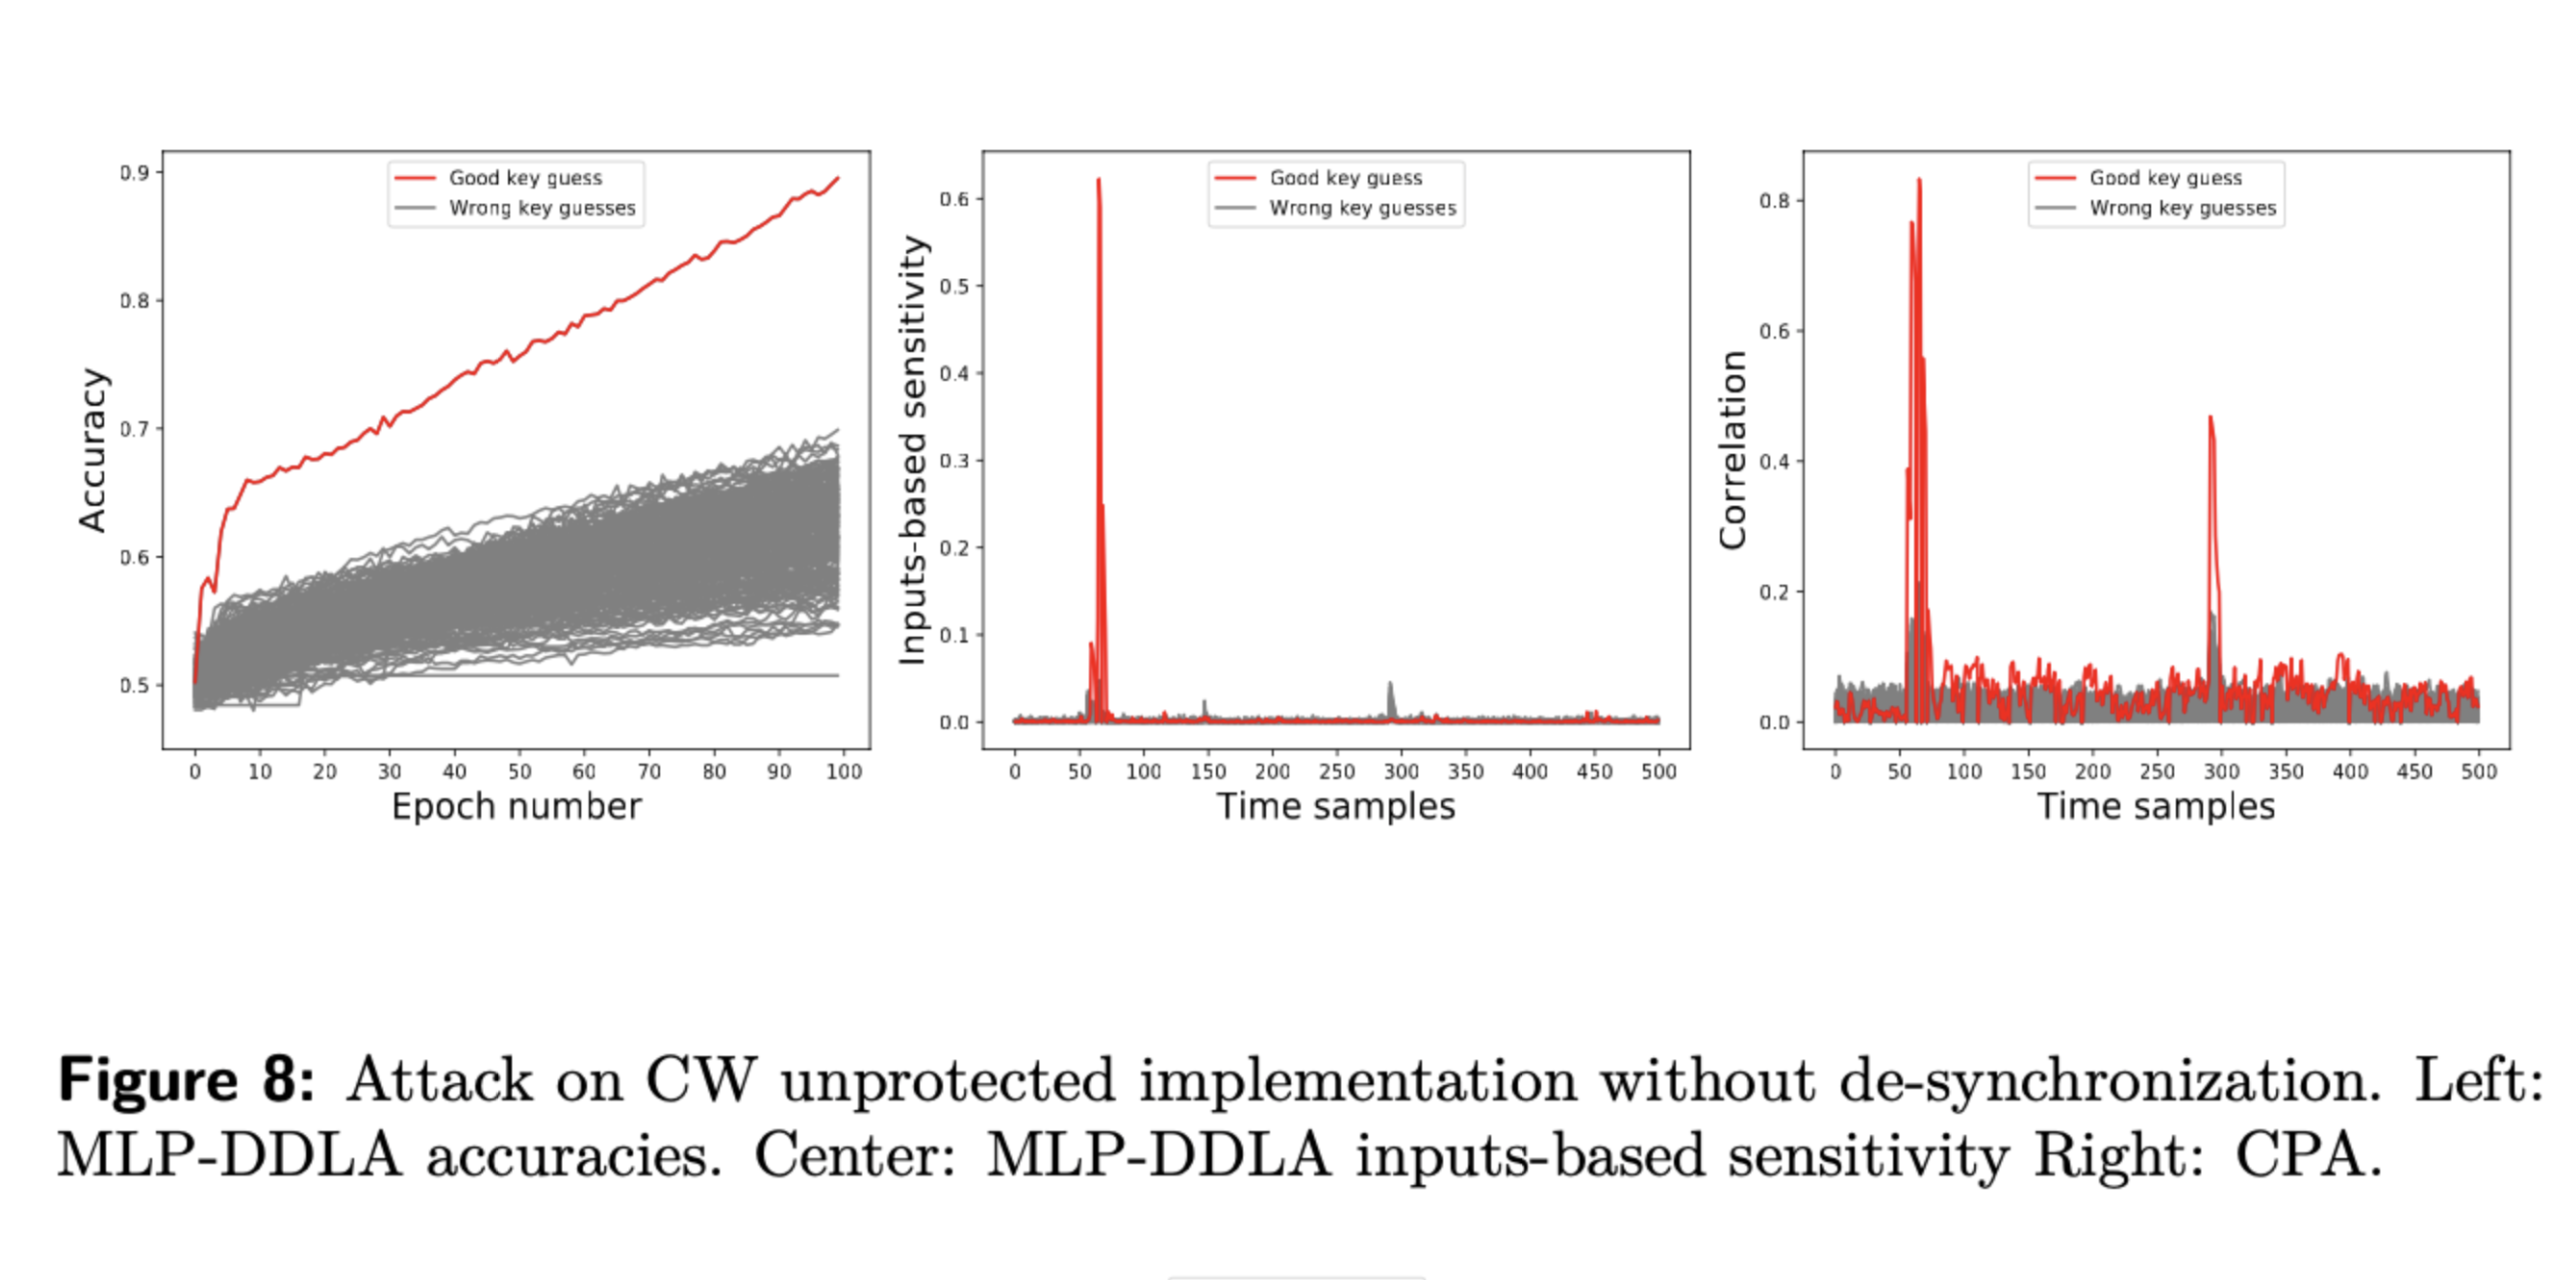 0.9
0.8
0.7
0.6
0.5
Accuracy
Good key guess
Wrong key guesses
0 10 20 30 40 50 60 70 80 90 100
Epoch number
0.6
0.5
0.4
0.3
0.2
0.1
0.0
Inputs-based sensitivity
Good key guess
Wrong key guesses
0 50 100 150 200 250 300 350 400 450 500
Time samples
0.8
0.6
0.4
0.2
0.0
Correlation
Good key guess
Wrong key guesses
0 50 100 150 200 250 300 350 400 450 500
Time samples
Figure 8: Attack on CW unprotected implementation without de-synchronization. Left:
MLP-DDLA accuracies. Center: MLP-DDLA inputs-based sensitivity Right: CPA.